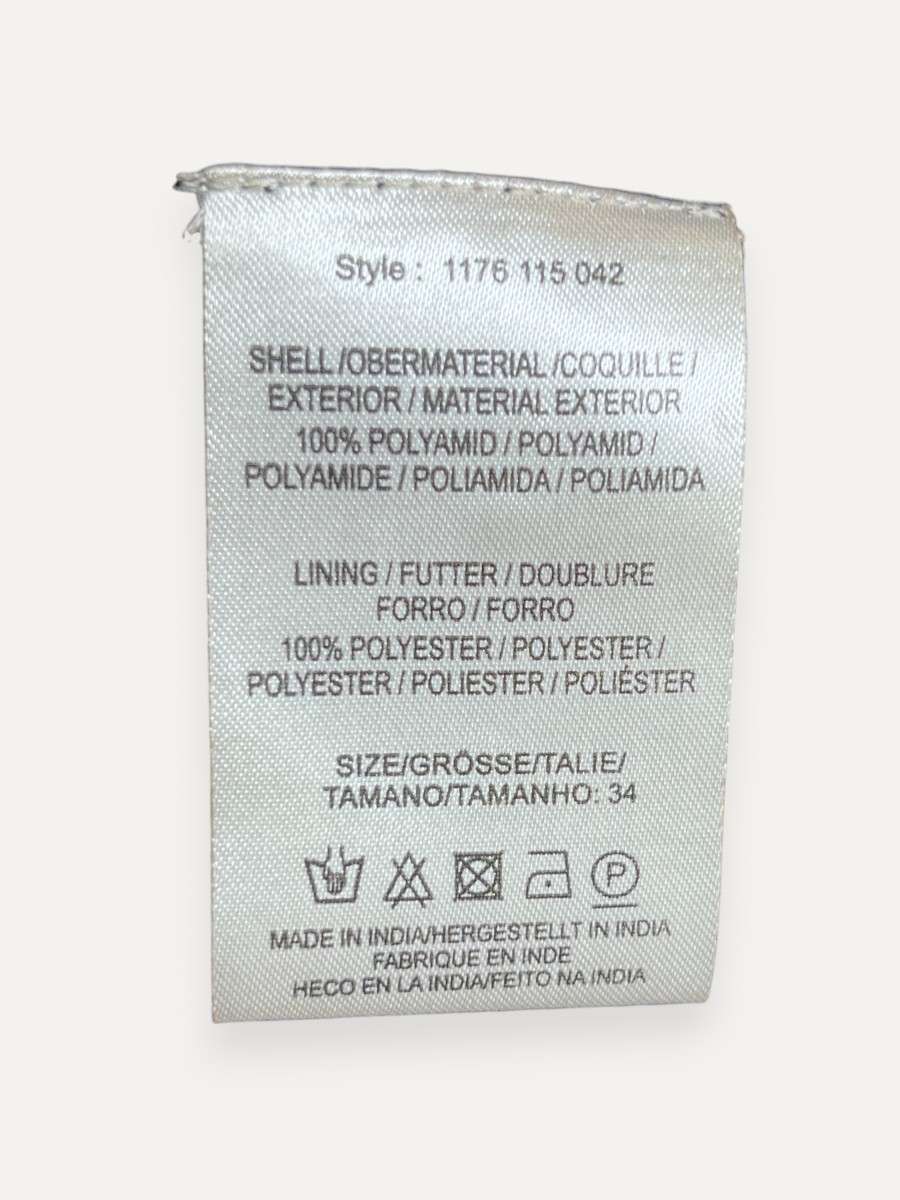 Style : 1176 115 042
SHELL /OBERMATERIAL /COQUILLE /
EXTERIOR / MATERIAL EXTERIOR
100% POLYAMID / POLYAMID /
POLYAMIDE / POLIAMIDA / POLIAMIDA
LINING / FUTTER / DOUBLURE
FORRO / FORRO
100% POLYESTER / POLYESTER /
POLYESTER / POLIESTER / POLIÉSTER
SIZE/GRÖSSE/TALIE/
TAMANO/TAMANHO: 34
P
MADE IN INDIA/HERGESTELLT IN INDIA
FABRIQUE EN INDE
HECO EN LA INDIA/FEITO NA INDIA